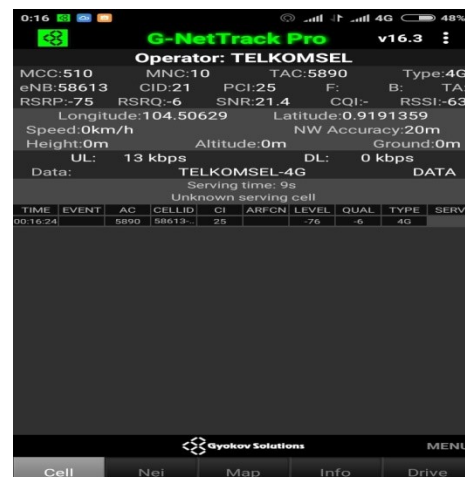 0:16 4G 48%
G-NetTrack Pro v16.3
Operator: TELKOMSEL
MCC:510 MNC:10 TAC:5890 Type:4G
eNB:58613 CID:21 PCI:25 F: B: TA:
RSRP:-75 RSRQ:-6 SNR:21.4 CQI:- RSSI:-63
Longitude:104.50629 Latitude:0.9191359
Speed:0km/h NW Accuracy:20m
Height:0m Altitude:0m Ground:0m
UL: 13 kbps DL: 0 kbps
Data: TELKOMSEL-4G DATA
Serving time: 9s
Unknown serving cell
TIME EVENT AC CELLID CI ARFCN LEVEL QUAL TYPE SERV
00:16:24 5890 58613-.. 25 -76 -6 4G
Gyokov Solutions MENU
Cell Nei Map Info Drive